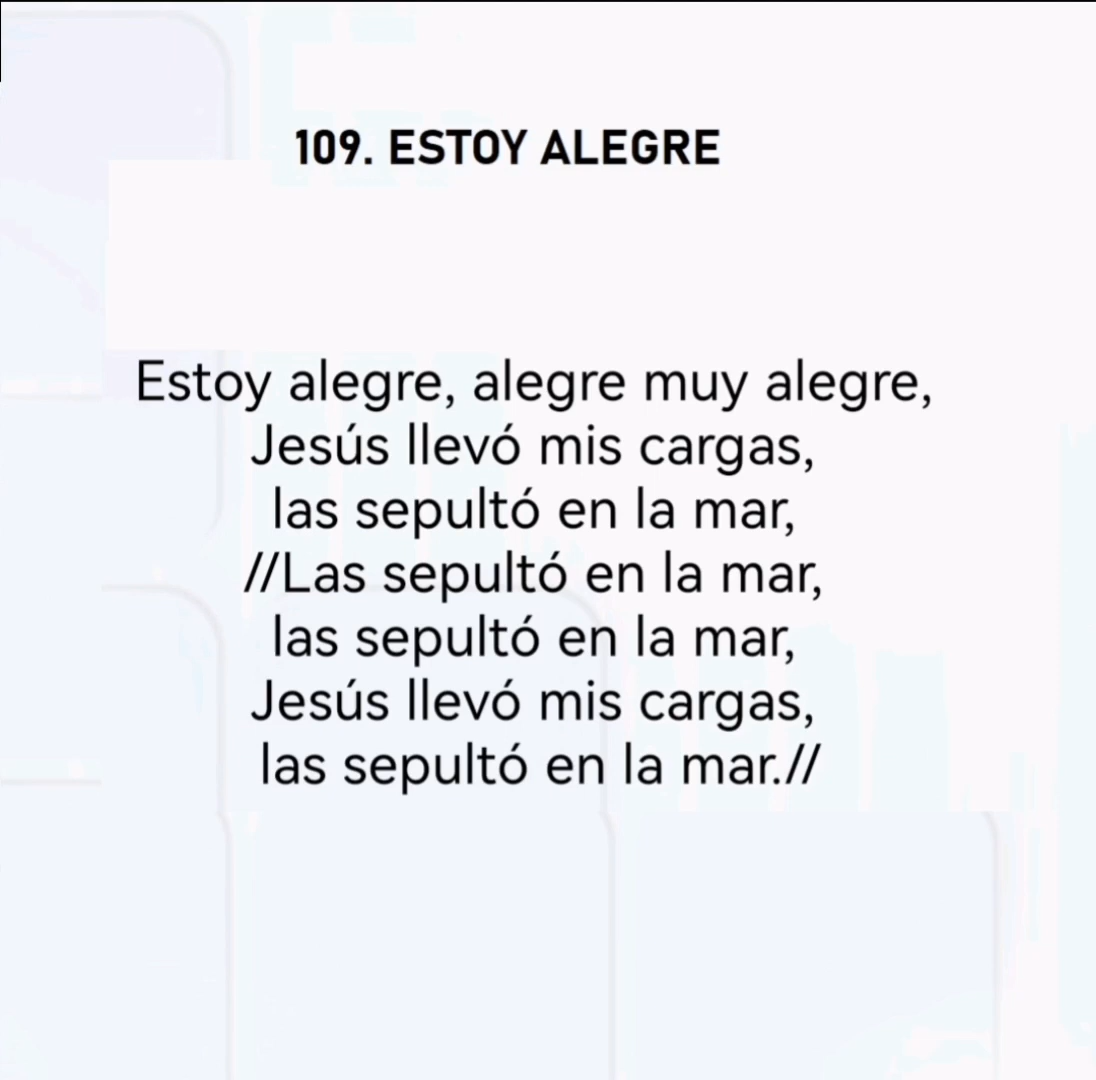 109. ESTOY ALEGRE
Estoy alegre, alegre muy alegre,
Jesús llevó mis cargas,
las sepultó en la mar,
//Las sepultó en la mar,
las sepultó en la mar,
Jesús llevó mis cargas,
las sepultó en la mar.//